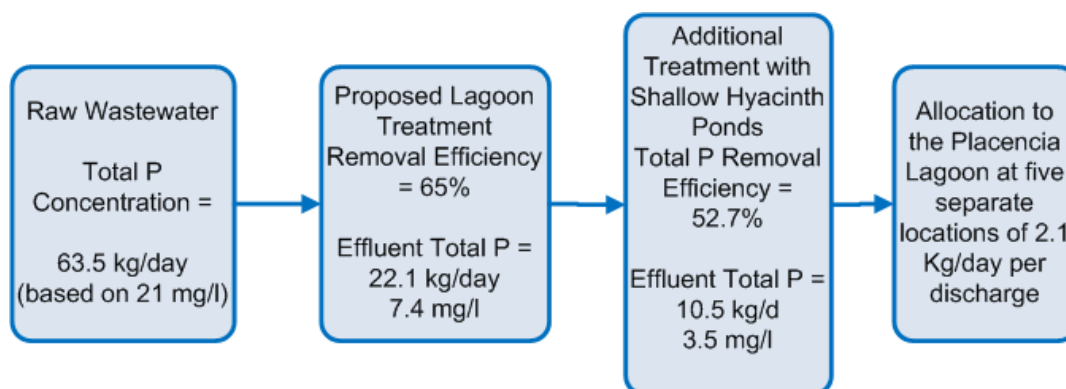 Raw Wastewater
Total P
Concentration =
63.5 kg/day
(based on 21 mg/l)
Proposed Lagoon
Treatment
Removal Efficiency
= 65%
Effluent Total P =
22.1 kg/day
7.4 mg/l
Additional
Treatment with
Shallow Hyacinth
Ponds
Total P Removal
Efficiency =
52.7%
Effluent Total P =
10.5 kg/d
3.5 mg/l
Allocation to
the Placencia
Lagoon at five
separate
locations of 2.1
Kg/day per
discharge